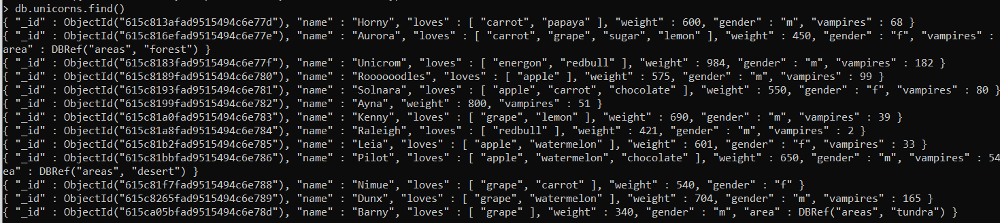 > db.unicorns.find()
{ "_id" : ObjectId("615c813afad9515494c6e77d"), "name" : "Horny", "loves" : [ "carrot", "papaya" ], "weight" : 600, "gender" : "m", "vampires" : 68 }
{ "_id" : ObjectId("615c816efad9515494c6e77e"), "name" : "Aurora", "loves" : [ "carrot", "grape", "sugar", "lemon" ], "weight" : 450, "gender" : "f", "vampires" :
area" : DBRef("areas", "forest") }
{ "_id" : ObjectId("615c8183fad9515494c6e77f"), "name" : "Unicrom", "loves" : [ "energon", "redbull" ], "weight" : 984, "gender" : "m", "vampires" : 182 }
{ "_id" : ObjectId("615c8189fad9515494c6e780"), "name" : "Roooooodles", "loves" : [ "apple" ], "weight" : 575, "gender" : "m", "vampires" : 99 }
{ "_id" : ObjectId("615c8193fad9515494c6e781"), "name" : "Solnara", "loves" : [ "apple", "carrot", "chocolate" ], "weight" : 550, "gender" : "f", "vampires" : 80 }
{ "_id" : ObjectId("615c8199fad9515494c6e782"), "name" : "Ayna", "weight" : 800, "vampires" : 51 }
{ "_id" : ObjectId("615c81a0fad9515494c6e783"), "name" : "Kenny", "loves" : [ "grape", "lemon" ], "weight" : 690, "gender" : "m", "vampires" : 39 }
{ "_id" : ObjectId("615c81a8fad9515494c6e784"), "name" : "Raleigh", "loves" : [ "redbull" ], "weight" : 421, "gender" : "m", "vampires" : 2 }
{ "_id" : ObjectId("615c81b2fad9515494c6e785"), "name" : "Leia", "loves" : [ "apple", "watermelon" ], "weight" : 601, "gender" : "f", "vampires" : 33 }
{ "_id" : ObjectId("615c81bbfad9515494c6e786"), "name" : "Pilot", "loves" : [ "apple", "watermelon", "chocolate" ], "weight" : 650, "gender" : "m", "vampires" : 54
ea" : DBRef("areas", "desert") }
{ "_id" : ObjectId("615c81f7fad9515494c6e788"), "name" : "Nimue", "loves" : [ "grape", "carrot" ], "weight" : 540, "gender" : "f" }
{ "_id" : ObjectId("615c8265fad9515494c6e789"), "name" : "Dunx", "loves" : [ "grape", "watermelon" ], "weight" : 704, "gender" : "m", "vampires" : 165 }
{ "_id" : ObjectId("615ca05bfad9515494c6e78d"), "name" : "Barny", "loves" : [ "grape" ], "weight" : 340, "gender" : "m", "area" : DBRef("areas", "tundra") }